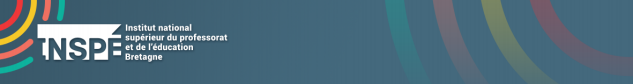 INSPÉ
Institut national
supérieur du professorat
et de l'éducation
Bretagne